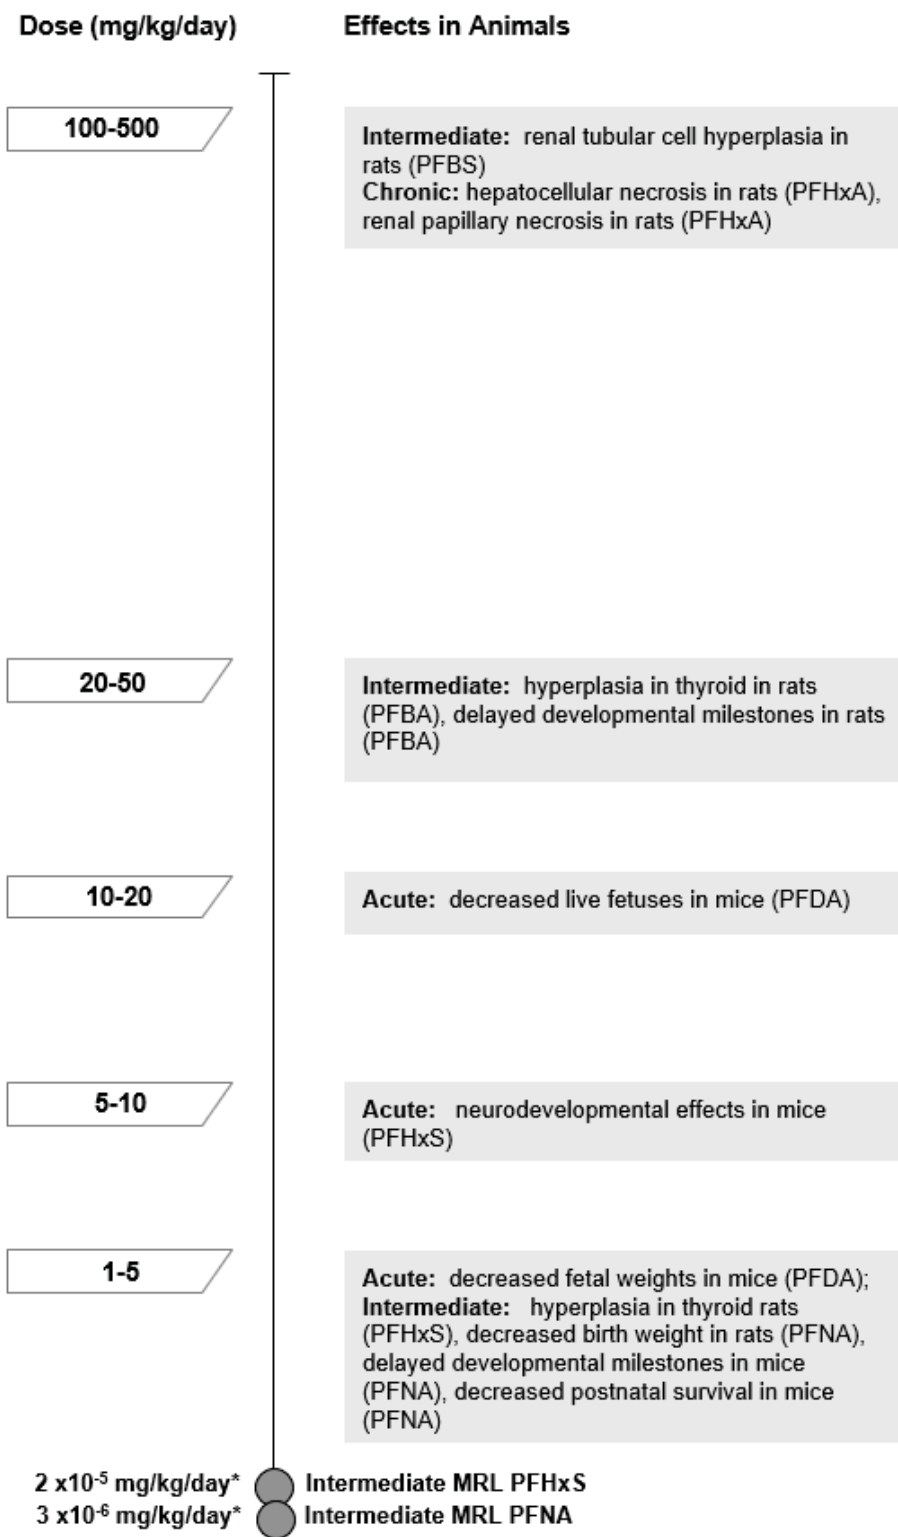 Dose (mg/kg/day) Effects in Animals
100-500
Intermediate: renal tubular cell hyperplasia in
rats (PFBS)
Chronic: hepatocellular necrosis in rats (PFHxA),
renal papillary necrosis in rats (PFHxA)
20-50
Intermediate: hyperplasia in thyroid in rats
(PFBA), delayed developmental milestones in rats
(PFBA)
10-20
Acute: decreased live fetuses in mice (PFDA)
5-10
Acute: neurodevelopmental effects in mice
(PFHxS)
1-5
Acute: decreased fetal weights in mice (PFDA);
Intermediate: hyperplasia in thyroid rats
(PFHxS), decreased birth weight in rats (PFNA),
delayed developmental milestones in mice
(PFNA), decreased postnatal survival in mice
(PFNA)
2 x10⁻⁵ mg/kg/day* Intermediate MRL PFHxS
3 x10⁻⁶ mg/kg/day* Intermediate MRL PFNA